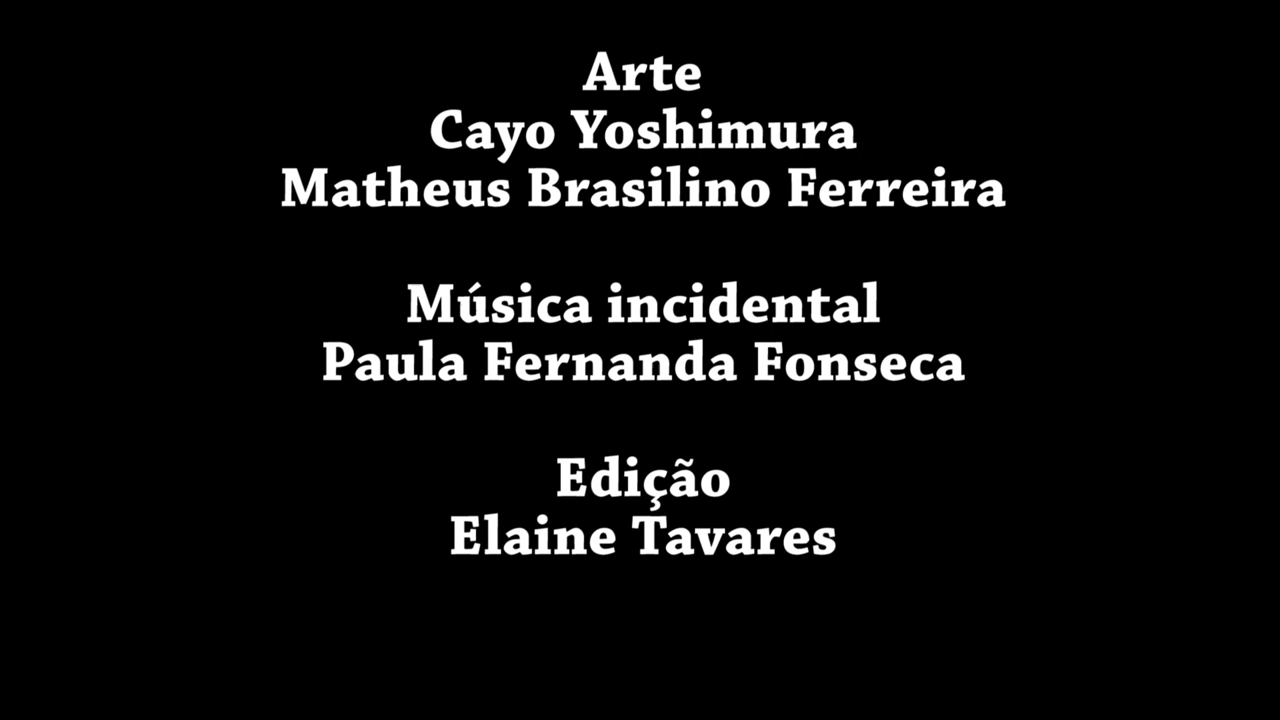 Arte
Cayo Yoshimura
Matheus Brasilino Ferreira
Música incidental
Paula Fernanda Fonseca
Edição
Elaine Tavares